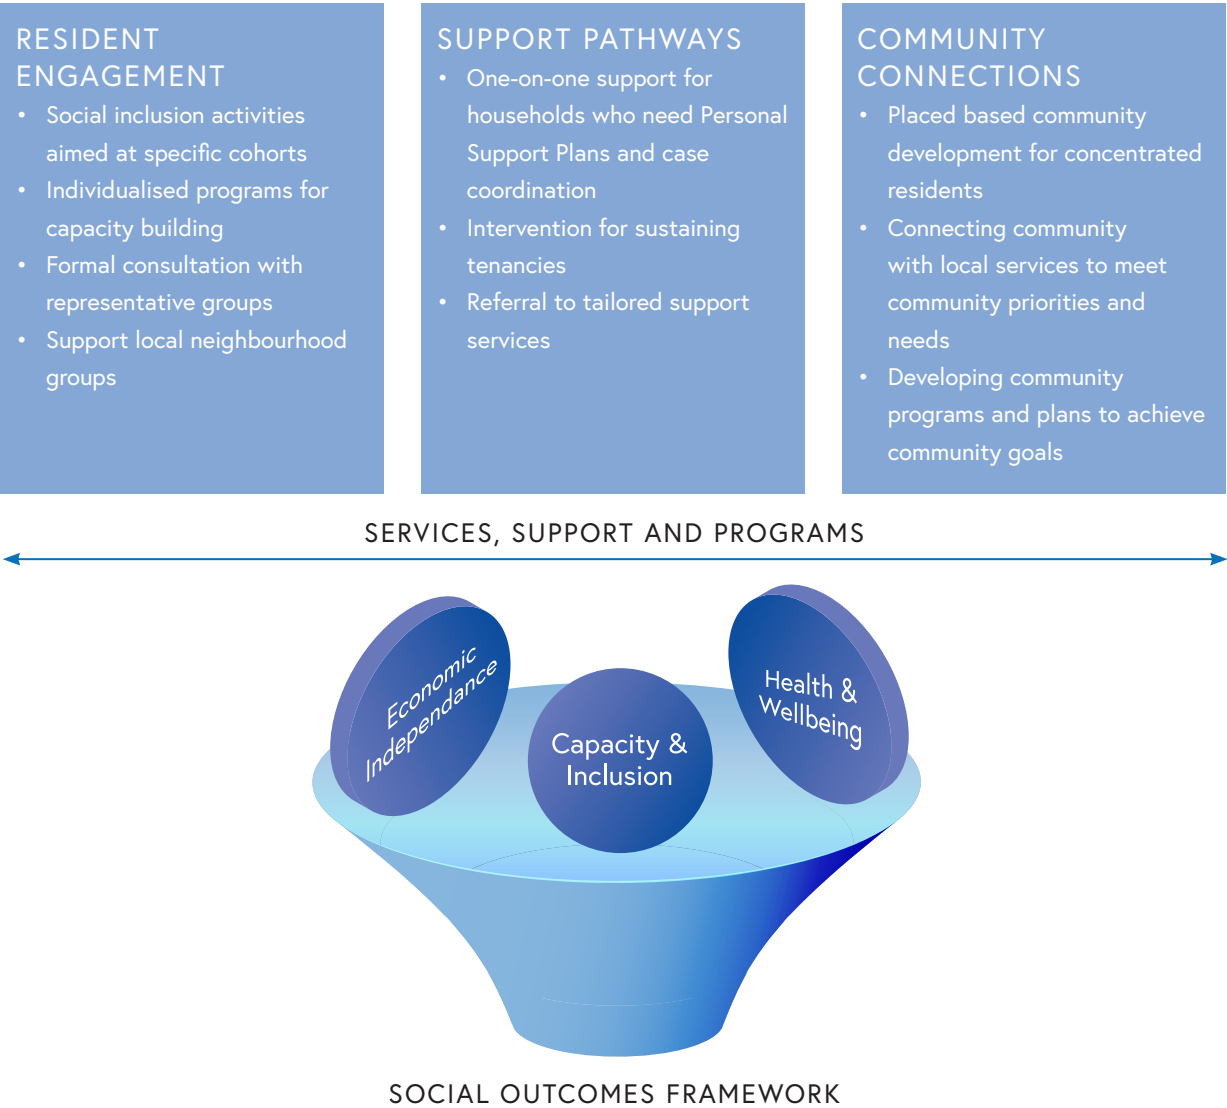 RESIDENT
ENGAGEMENT
• Social inclusion activities
aimed at specific cohorts
• Individualised programs for
capacity building
• Formal consultation with
representative groups
• Support local neighbourhood
groups
SUPPORT PATHWAYS
• One-on-one support for
households who need Personal
Support Plans and case
coordination
• Intervention for sustaining
tenancies
• Referral to tailored support
services
COMMUNITY
CONNECTIONS
• Placed based community
development for concentrated
residents
• Connecting community
with local services to meet
community priorities and
needs
• Developing community
programs and plans to achieve
community goals
SERVICES, SUPPORT AND PROGRAMS
Economic
Independance
Capacity &
Inclusion
Health &
Wellbeing
SOCIAL OUTCOMES FRAMEWORK